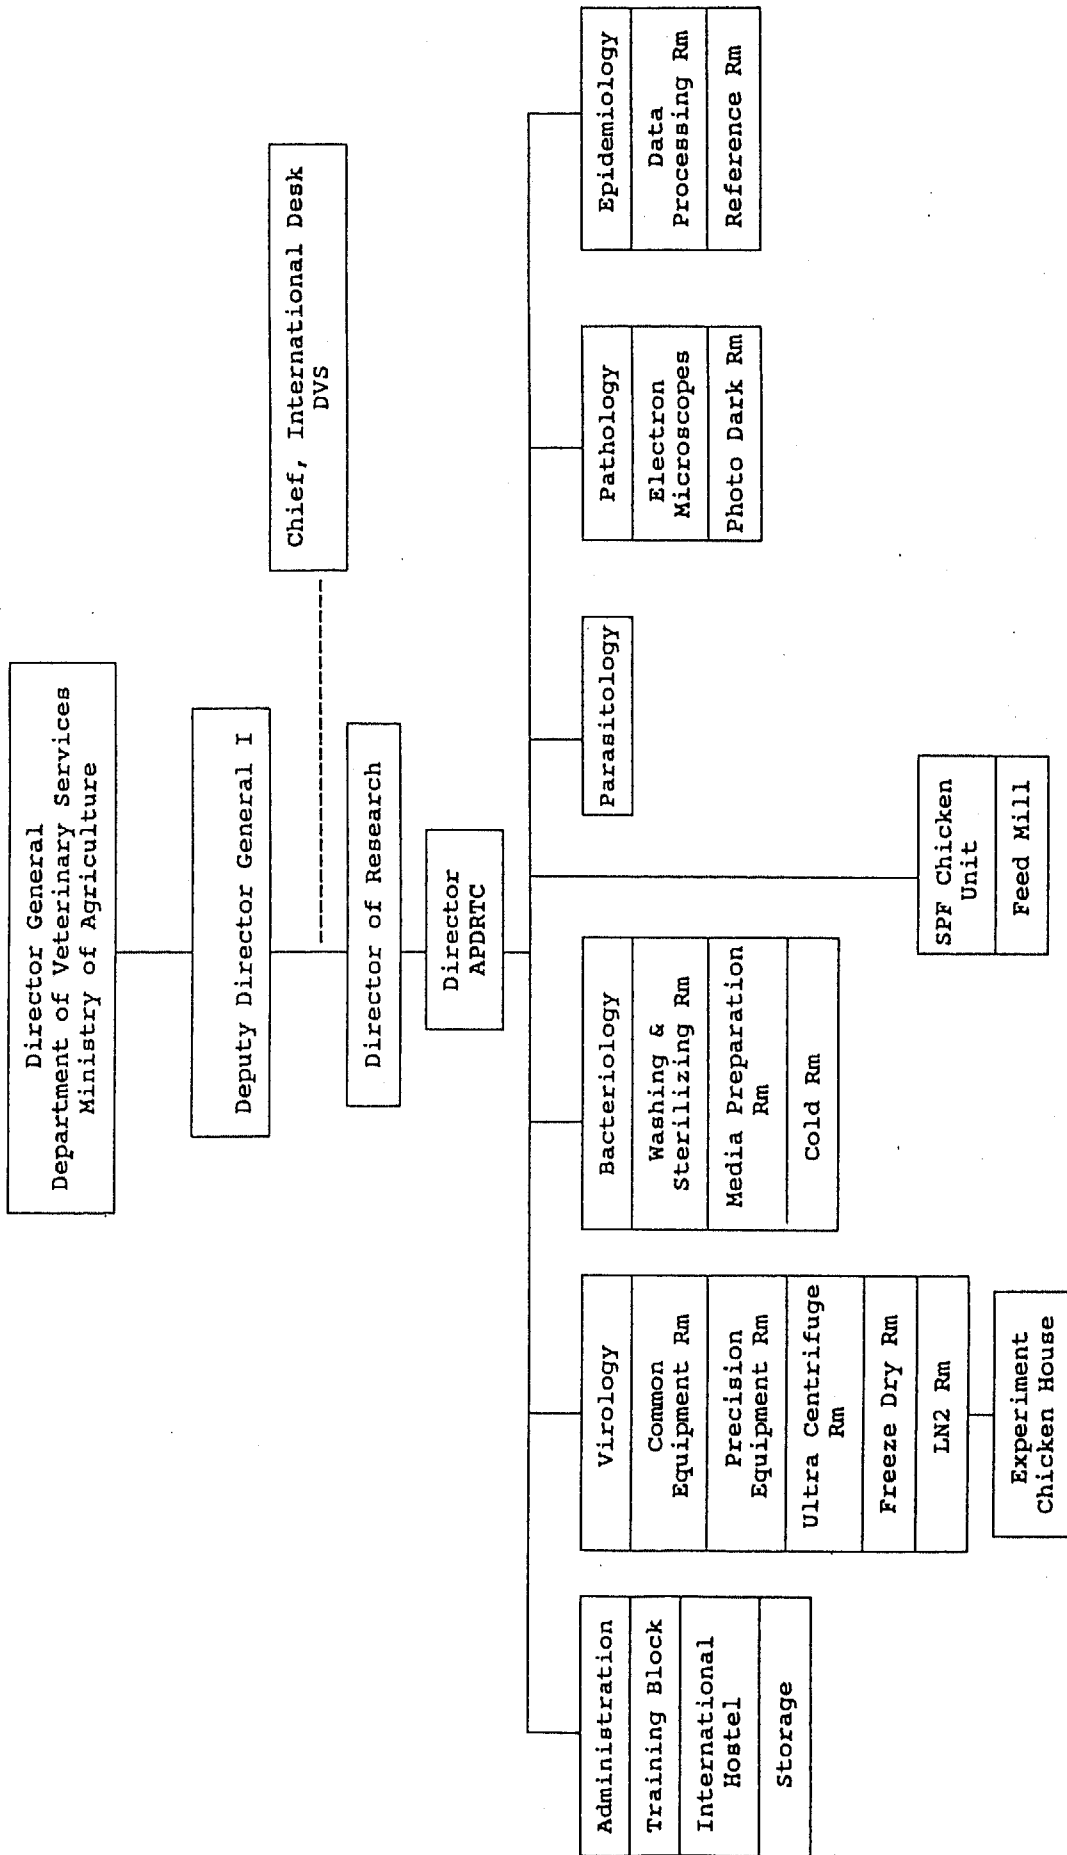 Director General
Department of Veterinary Services
Ministry of Agriculture
Deputy Director General I
Chief, International Desk
DVS
Director of Research
Director
APDRTC
Administration
Training Block
International
Hostel
Storage
Virology
Common
Equipment Rm
Precision
Equipment Rm
Ultra Centrifuge
Rm
Freeze Dry Rm
LN2 Rm
Experiment
Chicken House
Bacteriology
Washing &
Sterilizing Rm
Media Preparation
Rm
Cold Rm
SPF Chicken
Unit
Feed Mill
Parasitology
Pathology
Electron
Microscopes
Photo Dark Rm
Epidemiology
Data
Processing Rm
Reference Rm